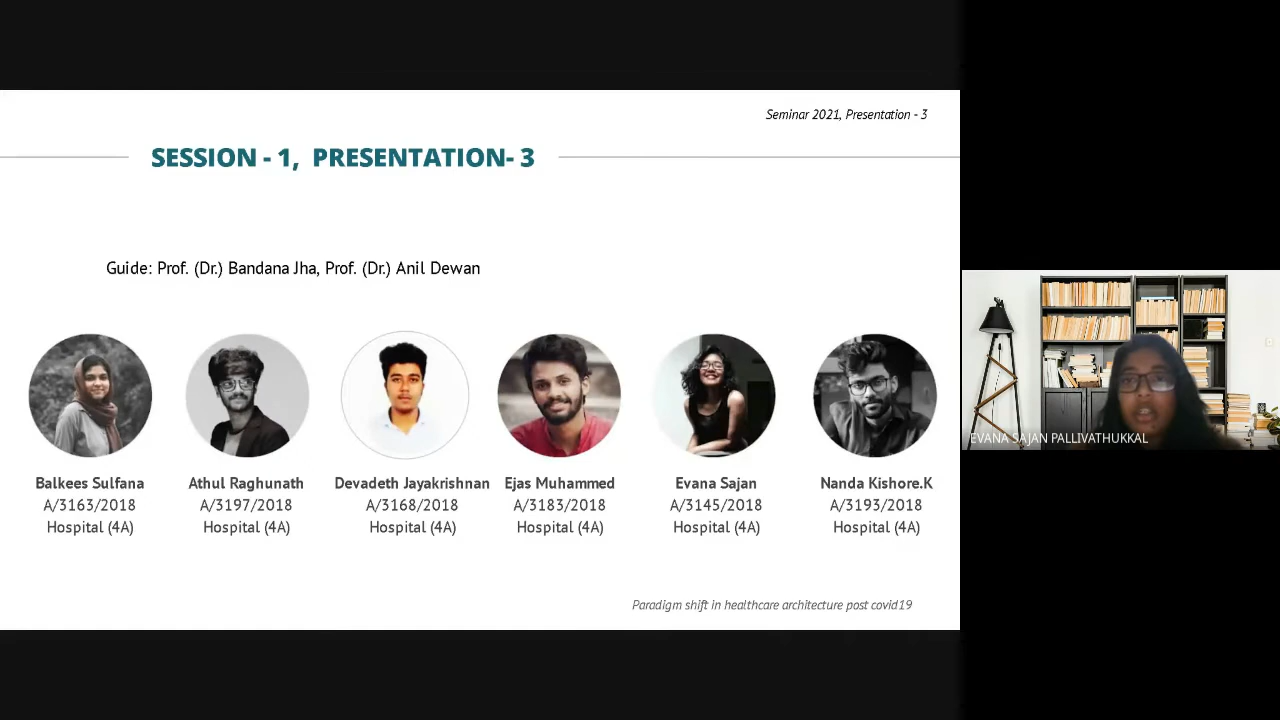 Seminar 2021, Presentation - 3
SESSION - 1, PRESENTATION- 3
Guide: Prof. (Dr.) Bandana Jha, Prof. (Dr.) Anil Dewan
Balkees Sulfana
A/3163/2018
Hospital (4A)
Athul Raghunath
A/3197/2018
Hospital (4A)
Devadeth Jayakrishnan
A/3168/2018
Hospital (4A)
Ejas Muhammed
A/3183/2018
Hospital (4A)
Evana Sajan
A/3145/2018
Hospital (4A)
Nanda Kishore.K
A/3193/2018
Hospital (4A)
Paradigm shift in healthcare architecture post covid19
EVANA SAJAN PALLIVATHUKKAL